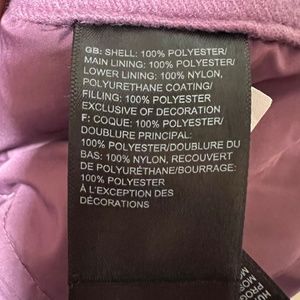 GB: SHELL: 100% POLYESTER/
MAIN LINING: 100% POLYESTER/
LOWER LINING: 100% NYLON,
POLYURETHANE COATING/
FILLING: 100% POLYESTER
EXCLUSIVE OF DECORATION
F: COQUE: 100% POLYESTER/
DOUBLURE PRINCIPAL:
100% POLYESTER/DOUBLURE DU
BAS: 100% NYLON, RECOUVERT
DE POLYURÉTHANE/BOURRAGE:
100% POLYESTER
À L'EXCEPTION DES
DÉCORATIONS